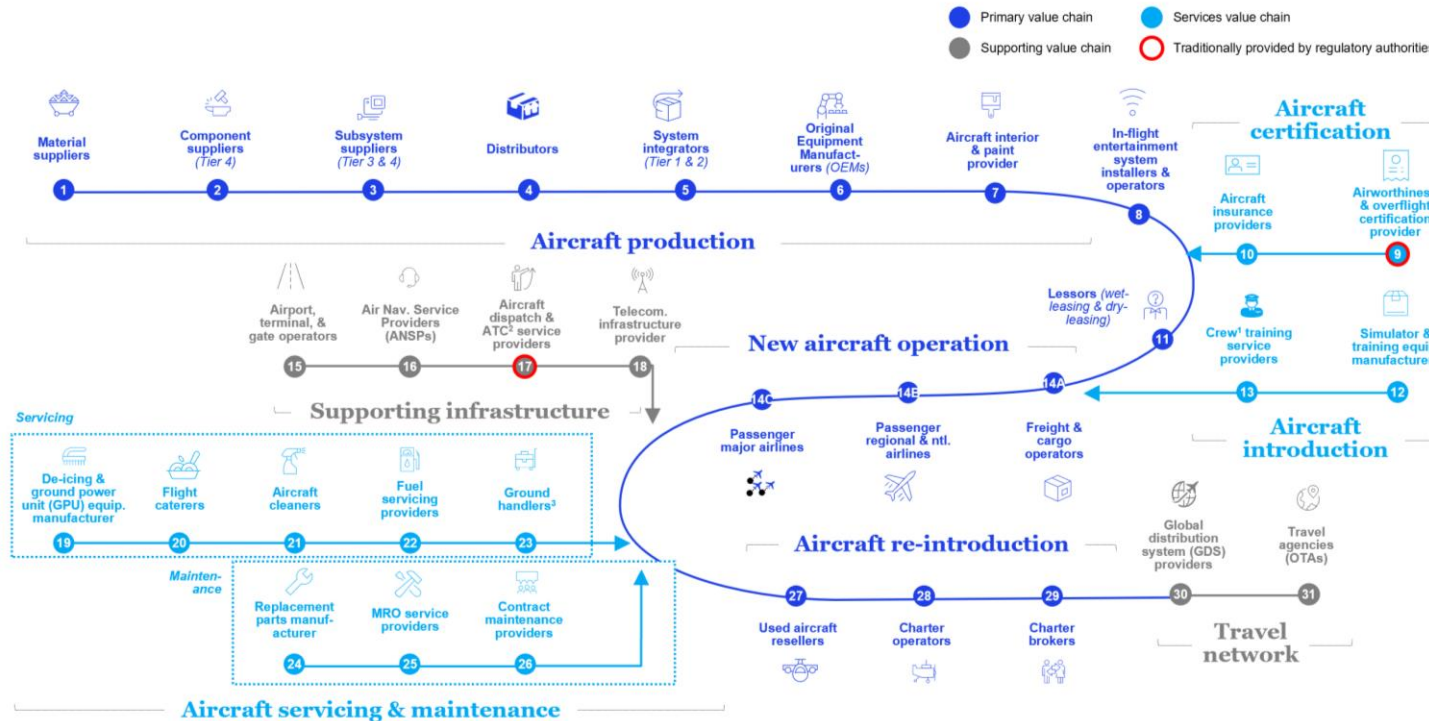 Primary value chain
Services value chain
Supporting value chain
Traditionally provided by regulatory authorities
Material
suppliers
Component
suppliers
(Tier 4)
Subsystem
suppliers
(Tier 3 & 4)
Distributors
System
integrators
(Tier 1 & 2)
Original
Equipment
Manufact-
urers (OEMs)
Aircraft interior
& paint
provider
In-flight
entertainment
system
installers &
operators
1
2
3
4
5
6
7
8
Aircraft production
Aircraft
certification
Aircraft
insurance
providers
Airworthines
& overflight
certification
provider
10
9
Lessors (wet-
leasing & dry-
leasing)
11
Crew¹ training
service
providers
Simulator &
training equip
manufacturer
13
12
Aircraft
introduction
Airport,
terminal, &
gate operators
Air Nav. Service
Providers
(ANSPs)
Aircraft
dispatch &
ATC² service
providers
Telecom.
infrastructure
provider
15
16
17
18
Supporting infrastructure
New aircraft operation
14C
14B
14A
Passenger
major airlines
Passenger
regional & ntl.
airlines
Freight &
cargo
operators
Servicing
De-icing &
ground power
unit (GPU) equip.
manufacturer
Flight
caterers
Aircraft
cleaners
Fuel
servicing
providers
Ground
handlers³
19
20
21
22
23
Mainten-
ance
Replacement
parts manuf-
acturer
MRO service
providers
Contract
maintenance
providers
24
25
26
Aircraft servicing & maintenance
Aircraft re-introduction
27
28
29
Used aircraft
resellers
Charter
operators
Charter
brokers
Global
distribution
system (GDS)
providers
Travel
agencies
(OTAs)
30
31
Travel
network